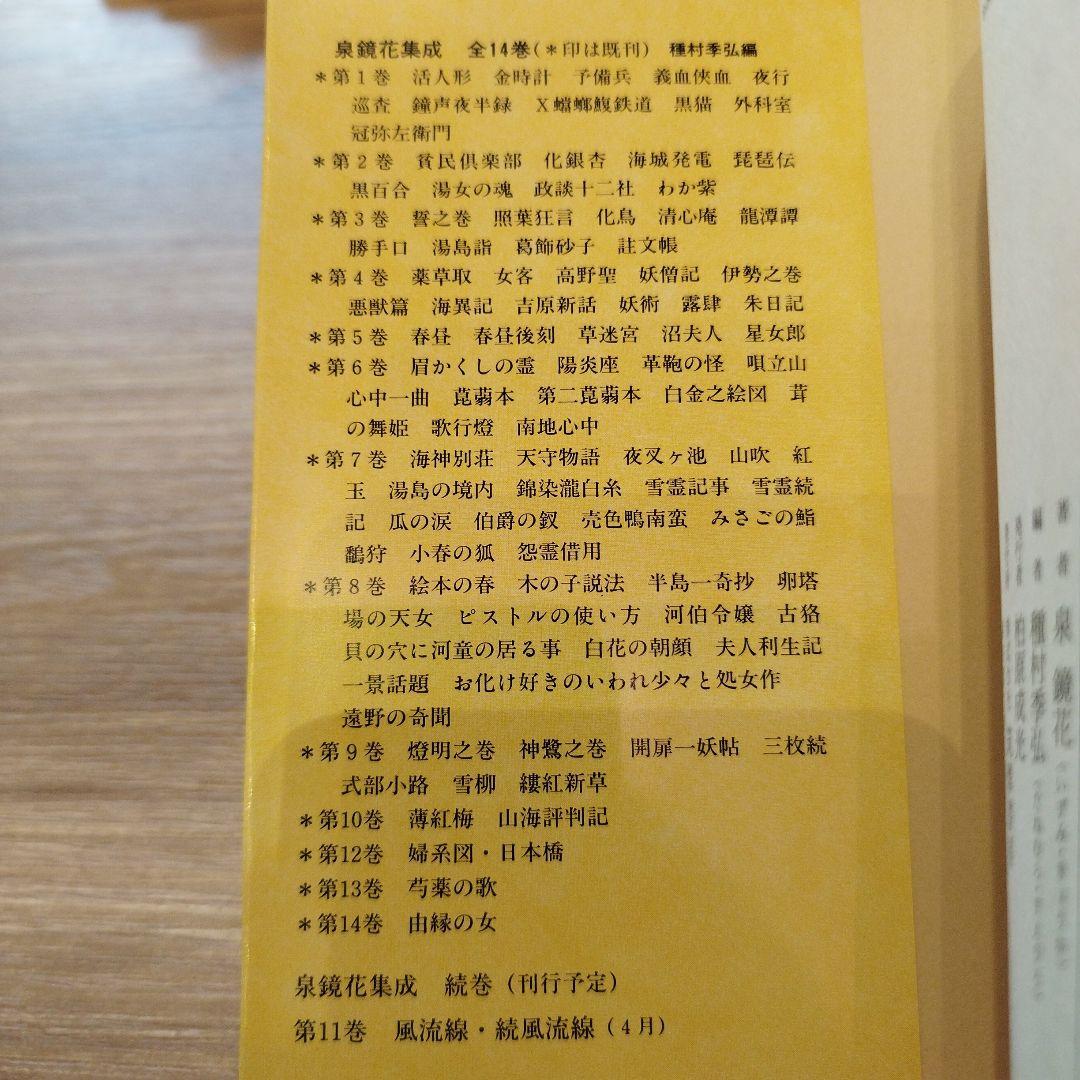 泉鏡花集成　全14巻(＊印は既刊)　種村季弘編
＊第1巻　活人形　金時計　予備兵　義血侠血　夜行
巡査　鐘声夜半録　X蟷螂鰒鉄道　黒猫　外科室
冠弥左衛門
＊第2巻　貧民倶楽部　化銀杏　海城発電　琵琶伝
黒百合　湯女の魂　政談十二社　わか紫
＊第3巻　誓之巻　照葉狂言　化鳥　清心庵　龍潭譚
勝手口　湯島詣　葛飾砂子　註文帳
＊第4巻　薬草取　女客　高野聖　妖僧記　伊勢之巻
悪獣篇　海異記　吉原新話　妖術　露肆　朱日記
＊第5巻　春昼　春昼後刻　草迷宮　沼夫人　星女郎
＊第6巻　眉かくしの霊　陽炎座　革鞄の怪　唄立山
心中一曲　菎蒻本　第二菎蒻本　白金之絵図　茸
の舞姫　歌行燈　南地心中
＊第7巻　海神別荘　天守物語　夜叉ヶ池　山吹　紅
玉　湯島の境内　錦染瀧白糸　雪霊記事　雪霊続
記　瓜の涙　伯爵の釵　売色鴨南蛮　みさごの鮨
鷭狩　小春の狐　怨霊借用
＊第8巻　絵本の春　木の子説法　半島一奇抄　卵塔
場の天女　ピストルの使い方　河伯令嬢　古狢
貝の穴に河童の居る事　白花の朝顔　夫人利生記
一景話題　お化け好きのいわれ少々と処女作
遠野の奇聞
＊第9巻　燈明之巻　神鷺之巻　開扉一妖帖　三枚続
式部小路　雪柳　縷紅新草
＊第10巻　薄紅梅　山海評判記
＊第12巻　婦系図・日本橋
＊第13巻　芍薬の歌
＊第14巻　由縁の女
泉鏡花集成　続巻(刊行予定)
第11巻　風流線・続風流線(4月)
著者　泉　鏡花
編者　種村季弘
柏原成光